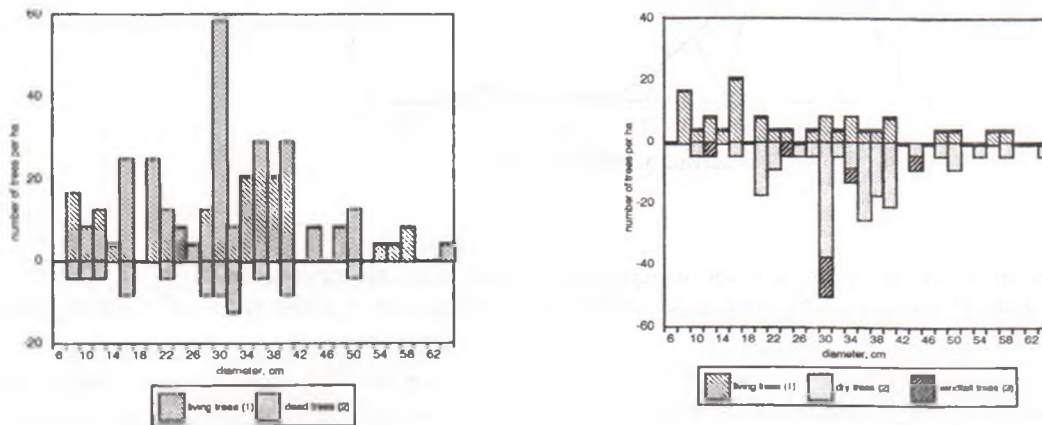 60
40
20
0
-20
number of trees per ha
6 10 14 18 22 26 30 34 38 42 46 50 54 58 62
diameter, cm
living trees (1) dead trees (2)
40
20
0
-20
-40
-60
number of trees per ha
6 10 14 18 22 26 30 34 38 42 46 50 54 58 62
diameter, cm
living trees (1) dry trees (2) windfall trees (3)